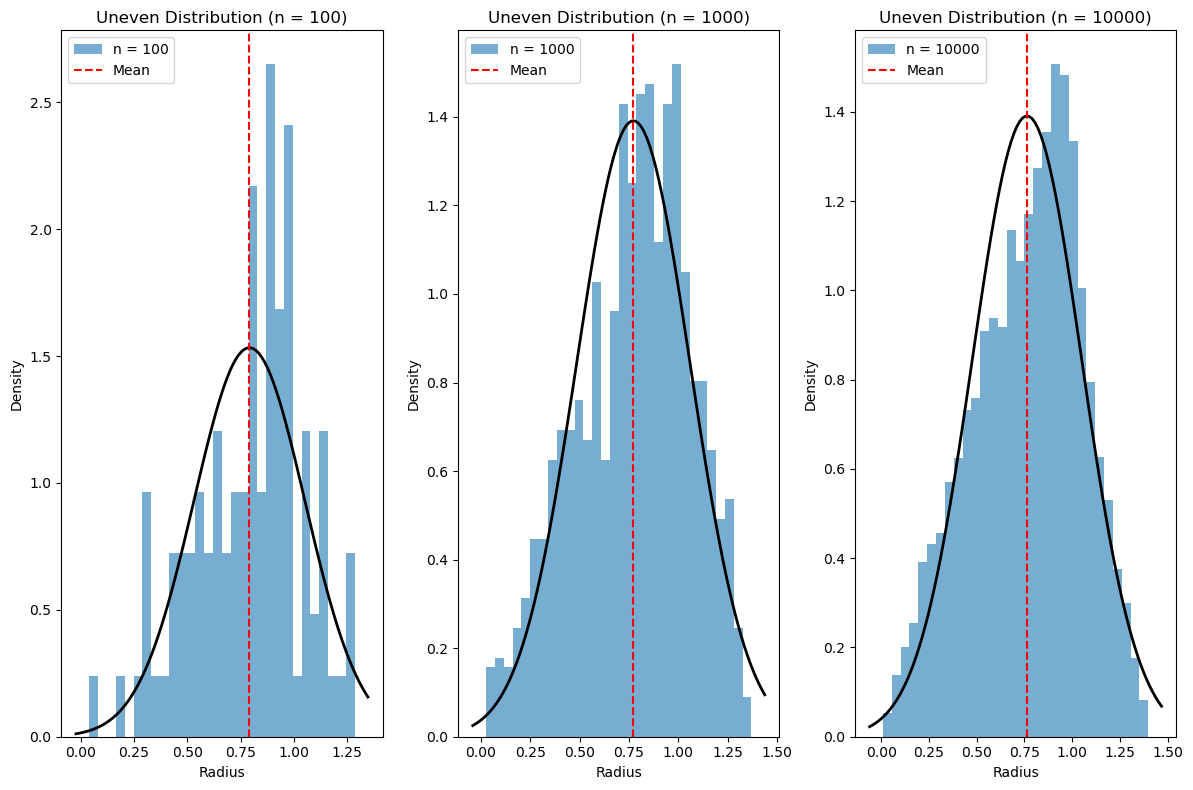 Uneven Distribution (n = 100)
n = 100
Mean
2.5
2.0
1.5
1.0
0.5
0.0
Density
0.00
0.25
0.50
0.75
1.00
1.25
Radius
Uneven Distribution (n = 1000)
n = 1000
Mean
1.4
1.2
1.0
0.8
0.6
0.4
0.2
0.0
Density
0.00
0.25
0.50
0.75
1.00
1.25
1.50
Radius
Uneven Distribution (n = 10000)
n = 10000
Mean
1.4
1.2
1.0
0.8
0.6
0.4
0.2
0.0
Density
0.00
0.25
0.50
0.75
1.00
1.25
1.50
Radius